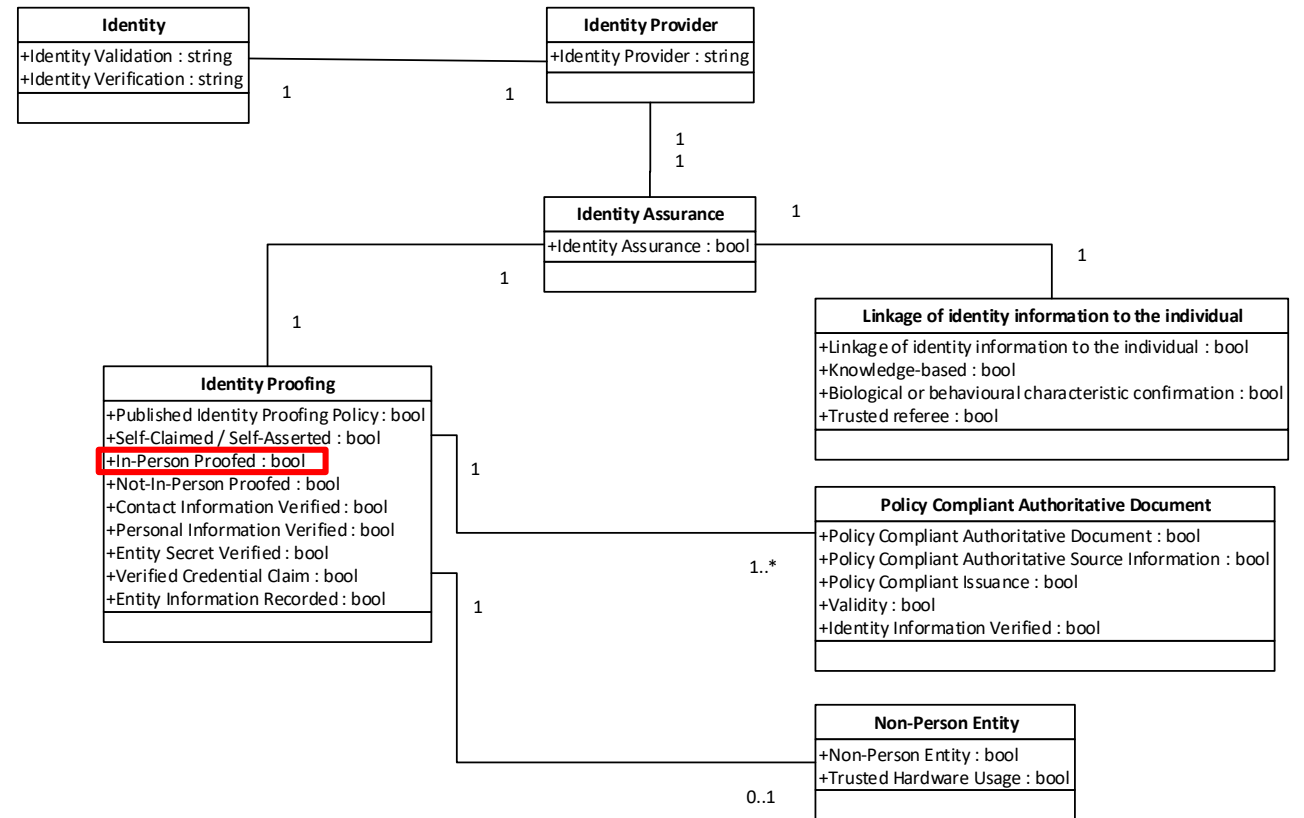 Identity
+Identity Validation : string
+Identity Verification : string
Identity Provider
+Identity Provider : string
1
1
1
1
Identity Assurance
+Identity Assurance : bool
1
1
1
1
Linkage of identity information to the individual
+Linkage of identity information to the individual : bool
+Knowledge-based : bool
+Biological or behavioural characteristic confirmation : bool
+Trusted referee : bool
Identity Proofing
+Published Identity Proofing Policy : bool
+Self-Claimed / Self-Asserted : bool
+In-Person Proofed : bool
+Not-In-Person Proofed : bool
+Contact Information Verified : bool
+Personal Information Verified : bool
+Entity Secret Verified : bool
+Verified Credential Claim : bool
+Entity Information Recorded : bool
1
1..*
1
Policy Compliant Authoritative Document
+Policy Compliant Authoritative Document : bool
+Policy Compliant Authoritative Source Information : bool
+Policy Compliant Issuance : bool
+Validity : bool
+Identity Information Verified : bool
Non-Person Entity
+Non-Person Entity : bool
+Trusted Hardware Usage : bool
0..1